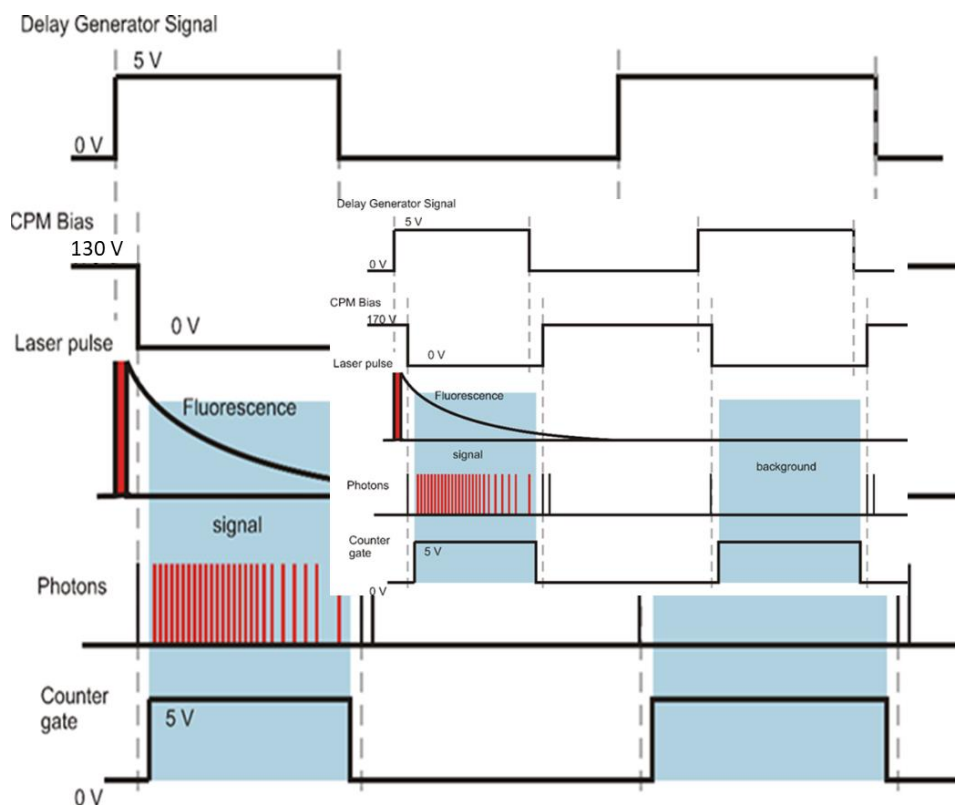 Delay Generator Signal
5 V
0 V
CPM Bias
130 V
0 V
Laser pulse
Fluorescence
signal
Photons
Counter
gate
5 V
0 V
Delay Generator Signal
5 V
0 V
CPM Bias
170 V
0 V
Laser pulse
Fluorescence
signal
background
Photons
Counter
gate
5 V
0 V